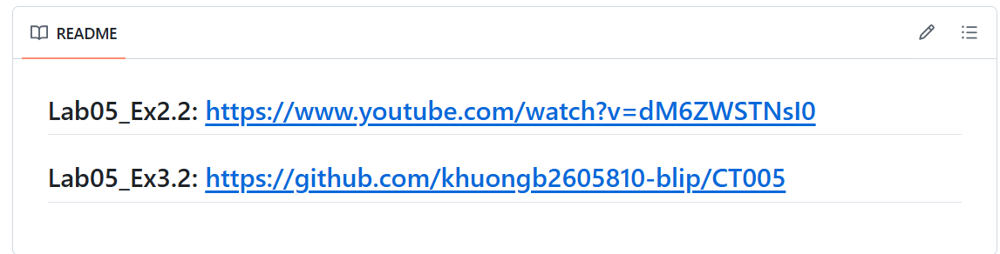 README
Lab05_Ex2.2: https://www.youtube.com/watch?v=dM6ZWSTNsI0
Lab05_Ex3.2: https://github.com/khuongb2605810-blip/CT005